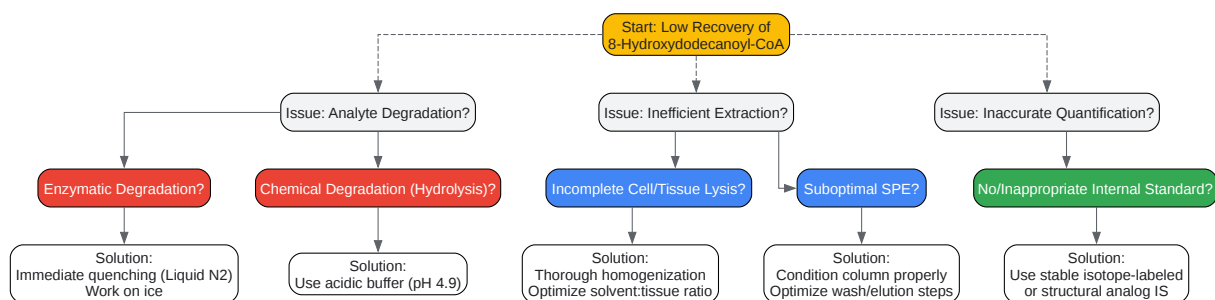 Start: Low Recovery of
8-Hydroxydodecanoyl-CoA
Issue: Analyte Degradation?
Issue: Inefficient Extraction?
Issue: Inaccurate Quantification?
Enzymatic Degradation?
Chemical Degradation (Hydrolysis)?
Incomplete Cell/Tissue Lysis?
Suboptimal SPE?
No/Inappropriate Internal Standard?
Solution:
Immediate quenching (Liquid N2)
Work on ice
Solution:
Use acidic buffer (pH 4.9)
Solution:
Thorough homogenization
Optimize solvent:tissue ratio
Solution:
Condition column properly
Optimize wash/elution steps
Solution:
Use stable isotope-labeled
or structural analog IS